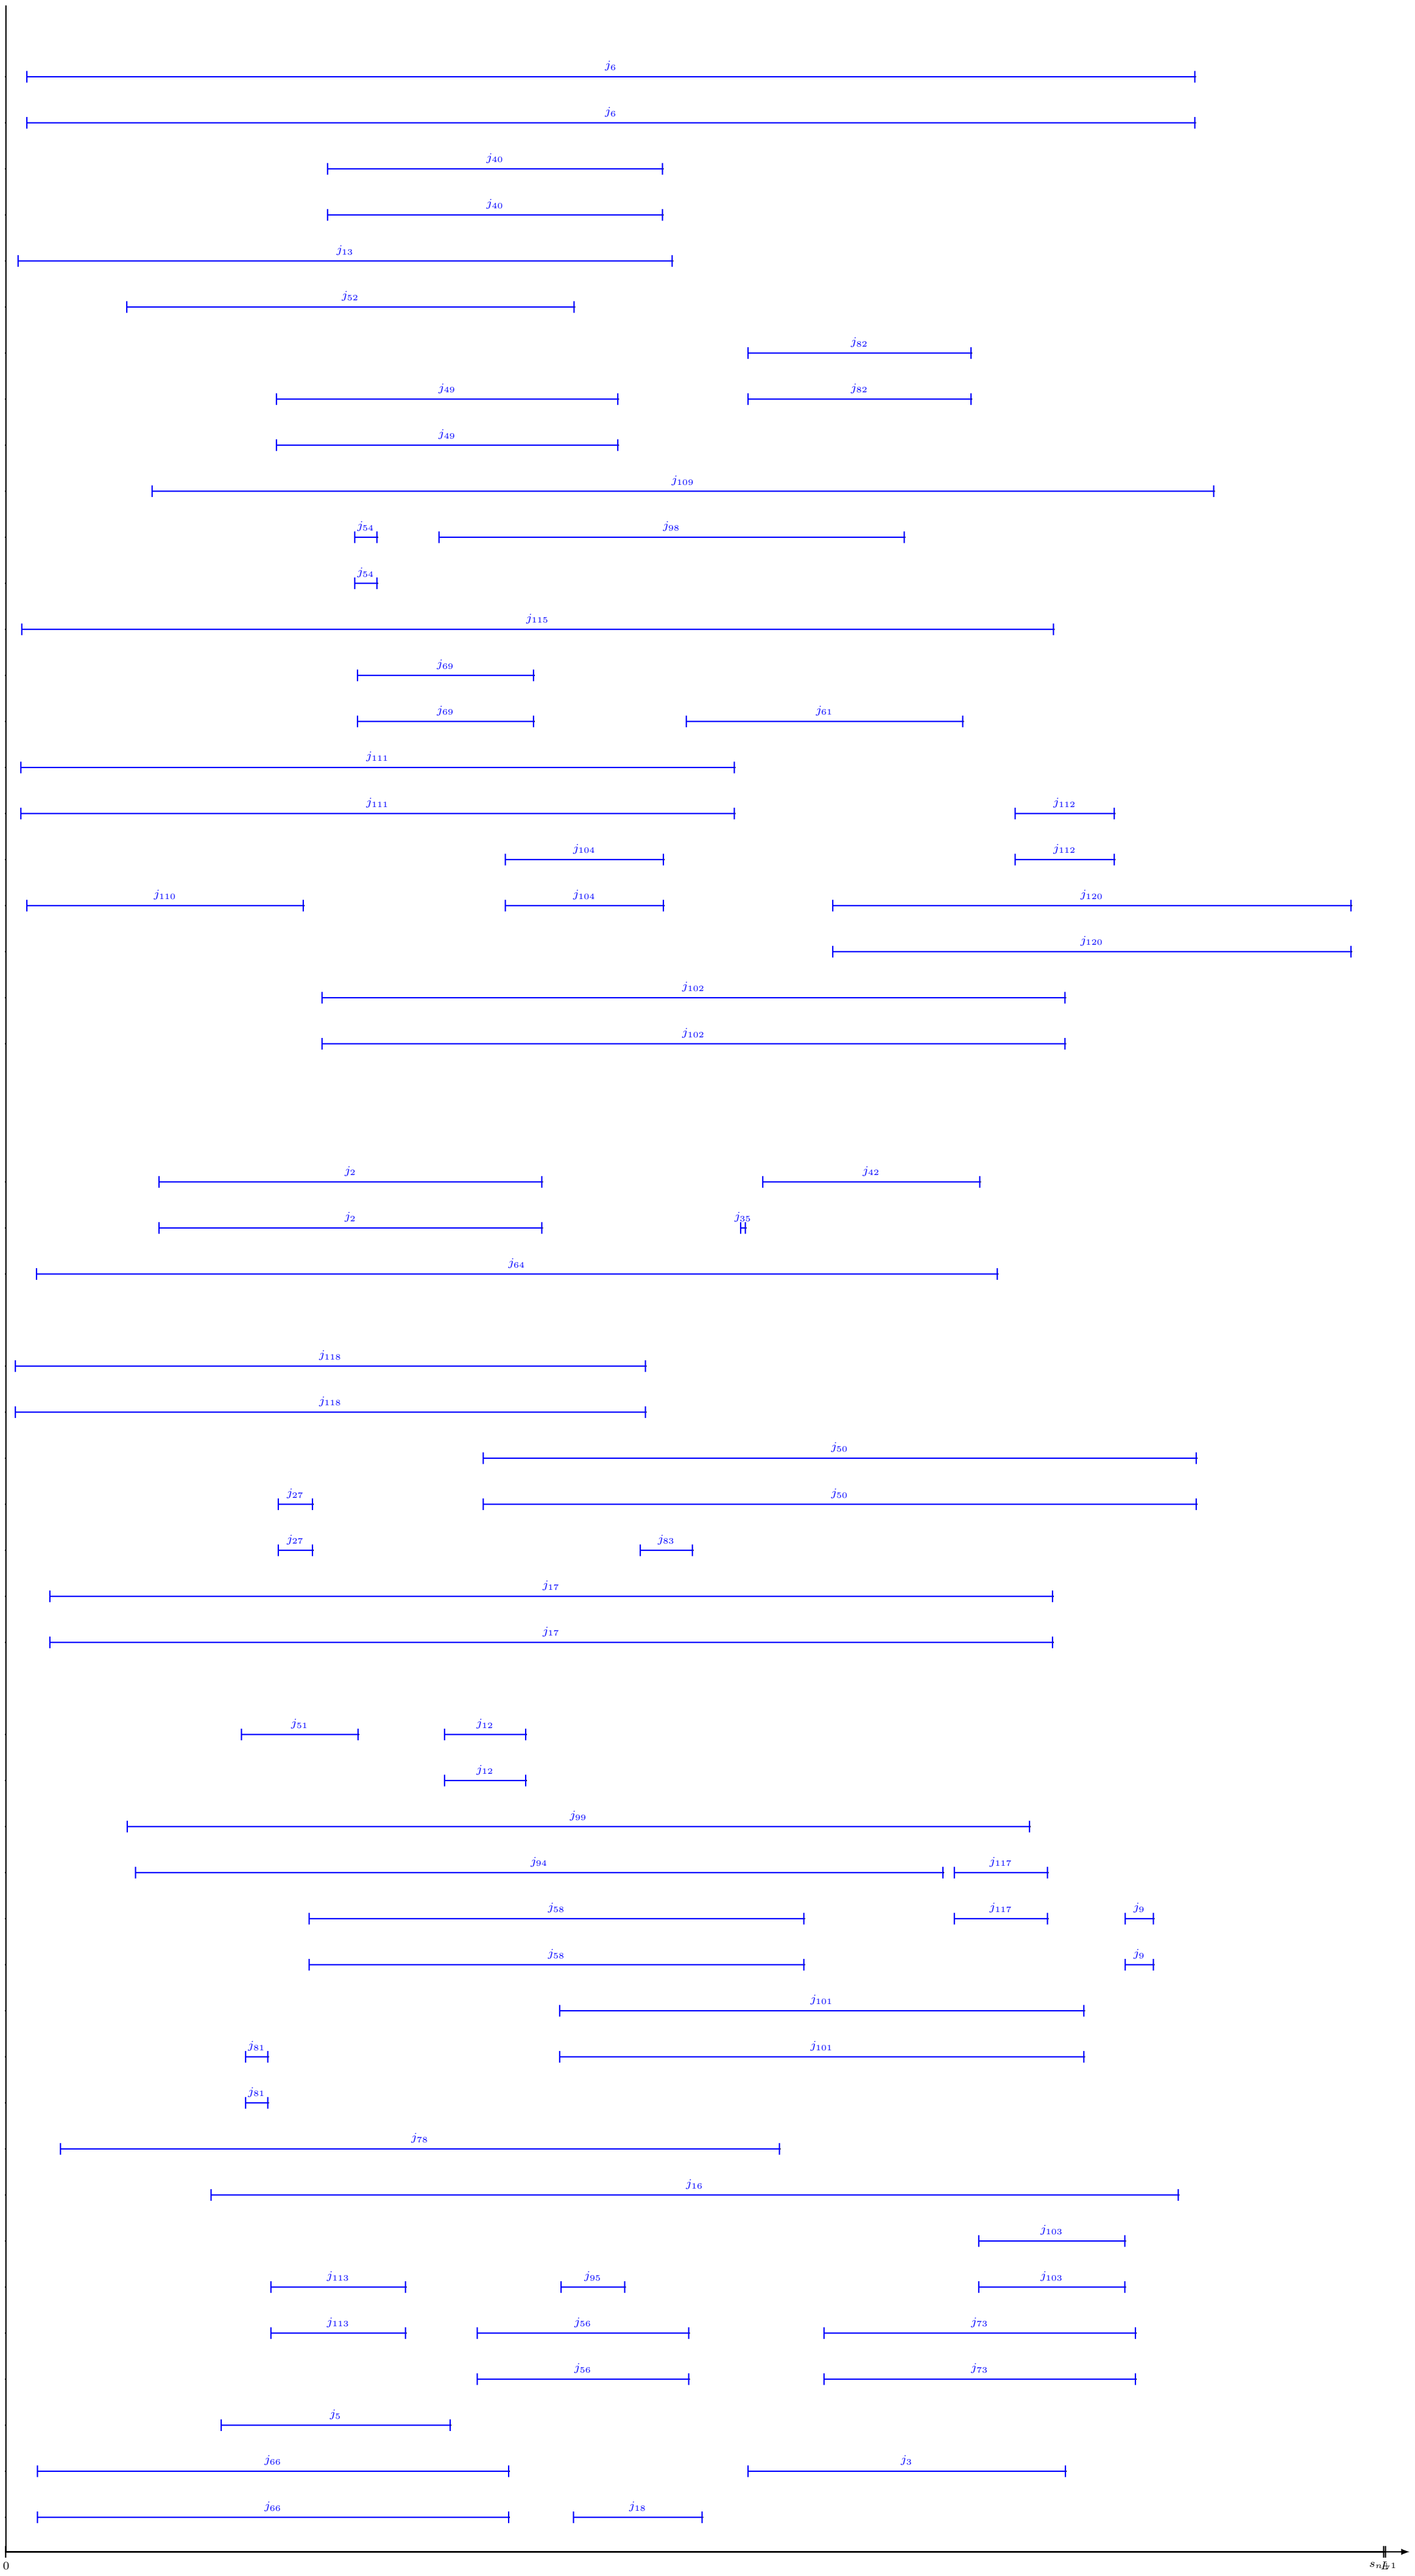 j₆
j₆
j₄₀
j₄₀
j₁₃
j₅₂
j₈₂
j₄₉ j₈₂
j₄₉
j₁₀₉
j₅₄ j₉₈
j₅₄
j₁₁₅
j₆₉
j₆₉ j₆₁
j₁₁₁
j₁₁₁ j₁₁₂
j₁₀₄ j₁₁₂
j₁₁₀ j₁₀₄ j₁₂₀
j₁₂₀
j₁₀₂
j₁₀₂
j₂ j₄₂
j₂ j₃₅
j₆₄
j₁₁₈
j₁₁₈
j₅₀
j₂₇ j₅₀
j₂₇ j₈₃
j₁₇
j₁₇
j₅₁ j₁₂
j₁₂
j₉₉
j₉₄ j₁₁₇
j₅₈ j₁₁₇ j₉
j₅₈ j₉
j₁₀₁
j₈₁ j₁₀₁
j₈₁
j₇₈
j₁₆
j₁₀₃
j₁₁₃ j₉₅ j₁₀₃
j₁₁₃ j₅₆ j₇₃
j₅₆ j₇₃
j₅
j₆₆ j₃
j₆₆ j₁₈
0